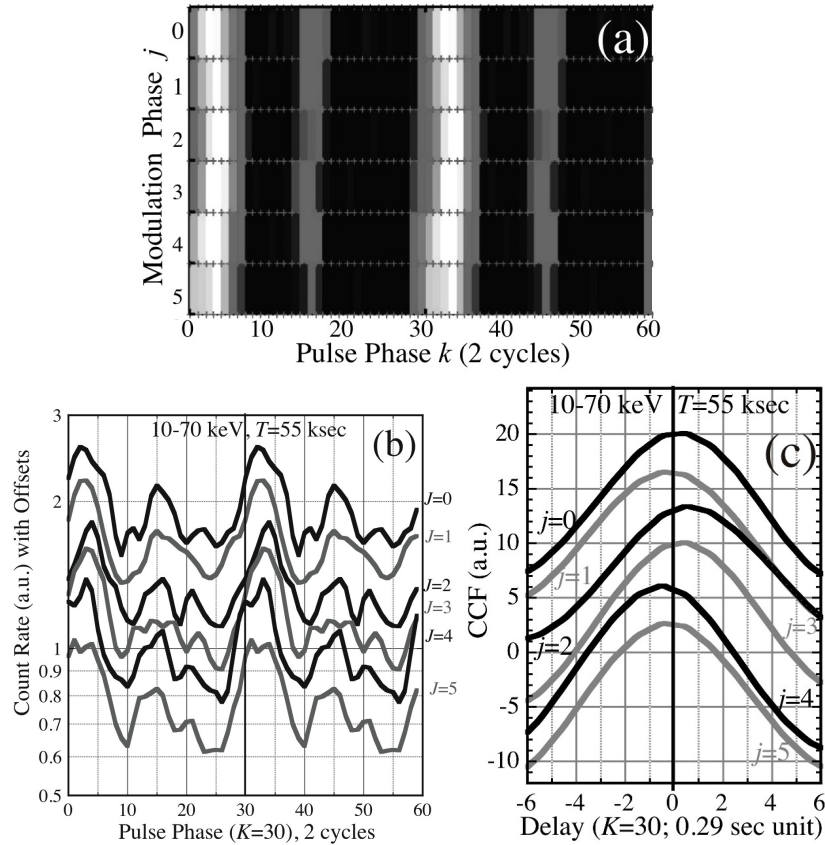 (a)
Modulation Phase j
0
1
2
3
4
5
0 10 20 30 40 50 60
Pulse Phase k (2 cycles)
10-70 keV, T=55 ksec
(b)
Count Rate (a.u.) with Offsets
3
2
1
0.9
0.8
0.7
0.6
0.5
J=0
J=1
J=2
J=3
J=4
J=5
0 10 20 30 40 50 60
Pulse Phase (K=30), 2 cycles
10-70 keV T=55 ksec
(c)
CCF (a.u.)
20
15
10
5
0
-5
-10
j=0
j=1
j=2
j=3
j=4
j=5
-6 -4 -2 0 2 4 6
Delay (K=30; 0.29 sec unit)